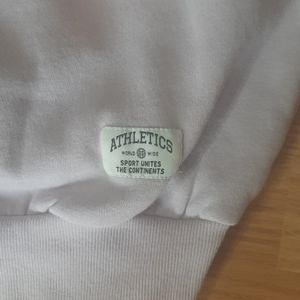 ATHLETICS
WORLD WIDE
SPORT UNITES
THE CONTINENTS